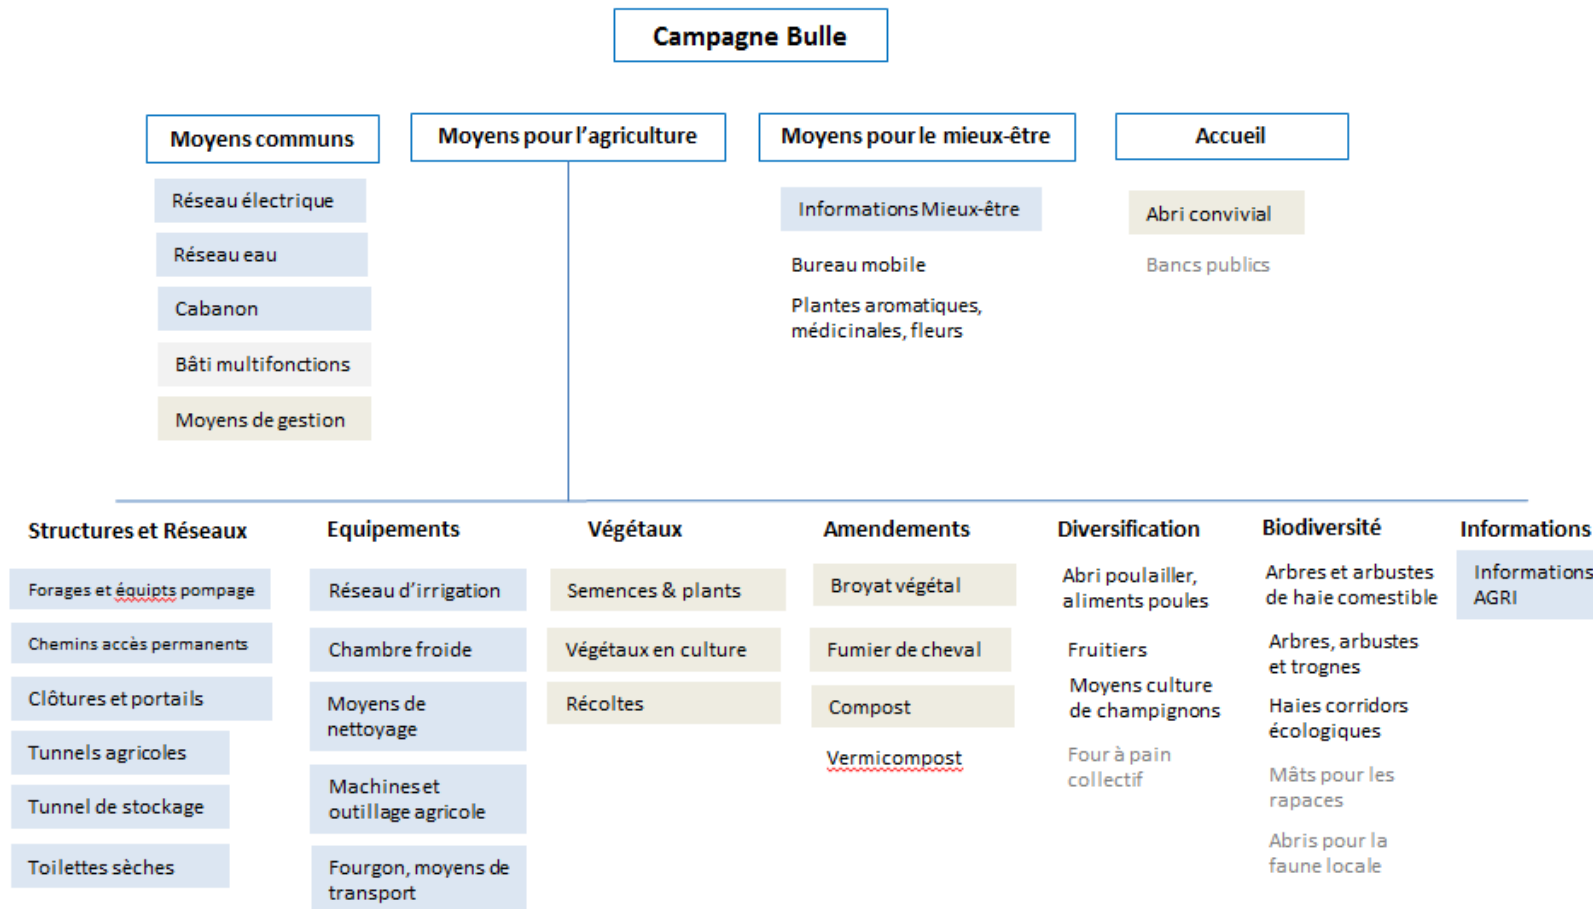 Campagne Bulle
Moyens communs
Réseau électrique
Réseau eau
Cabanon
Bâti multifonctions
Moyens de gestion
Moyens pour l'agriculture
Moyens pour le mieux-être
Informations Mieux-être
Bureau mobile
Plantes aromatiques,
médicinales, fleurs
Accueil
Abri convivial
Bancs publics
Structures et Réseaux
Forages et équipts pompage
Chemins accès permanents
Clôtures et portails
Tunnels agricoles
Tunnel de stockage
Toilettes sèches
Equipements
Réseau d'irrigation
Chambre froide
Moyens de
nettoyage
Machines et
outillage agricole
Fourgon, moyens de
transport
Végétaux
Semences & plants
Végétaux en culture
Récoltes
Amendements
Broyat végétal
Fumier de cheval
Compost
Vermicompost
Diversification
Abri poulailler,
aliments poules
Fruitiers
Moyens culture
de champignons
Four à pain
collectif
Biodiversité
Arbres et arbustes
de haie comestible
Arbres, arbustes
et trognes
Haies corridors
écologiques
Mâts pour les
rapaces
Abris pour la
faune locale
Informations
Informations
AGRI